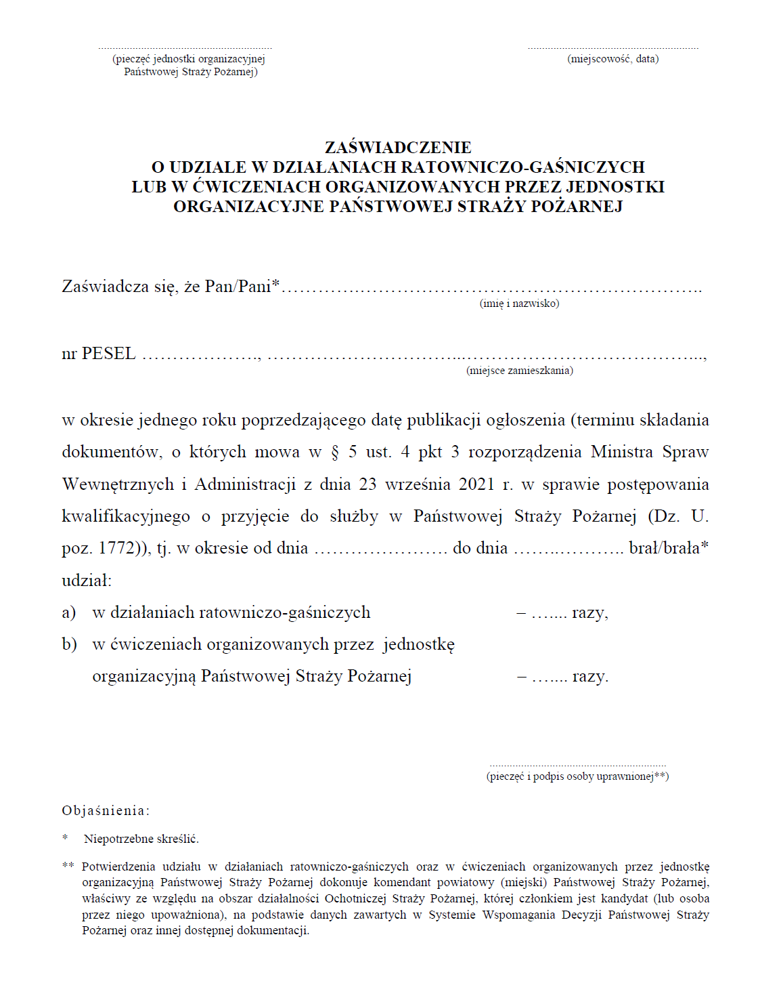 ............................................................. ............................................................
(pieczęć jednostki organizacyjnej (miejscowość, data)
Państwowej Straży Pożarnej)
ZAŚWIADCZENIE
O UDZIALE W DZIAŁANIACH RATOWNICZO-GAŚNICZYCH
LUB W ĆWICZENIACH ORGANIZOWANYCH PRZEZ JEDNOSTKI
ORGANIZACYJNE PAŃSTWOWEJ STRAŻY POŻARNEJ
Zaświadcza się, że Pan/Pani*………….……………………………………………….
(imię i nazwisko)
nr PESEL ………………., …………………………...………………………………...,
(miejsce zamieszkania)
w okresie jednego roku poprzedzającego datę publikacji ogłoszenia (terminu składania
dokumentów, o których mowa w § 5 ust. 4 pkt 3 rozporządzenia Ministra Spraw
Wewnętrznych i Administracji z dnia 23 września 2021 r. w sprawie postępowania
kwalifikacyjnego o przyjęcie do służby w Państwowej Straży Pożarnej (Dz. U.
poz. 1772)), tj. w okresie od dnia …………………. do dnia …….……….. brał/brała*
udział:
a) w działaniach ratowniczo-gaśniczych – ….... razy,
b) w ćwiczeniach organizowanych przez jednostkę
organizacyjną Państwowej Straży Pożarnej – ….... razy.
..............................................................
(pieczęć i podpis osoby uprawnionej**)
Objaśnienia:
* Niepotrzebne skreślić.
** Potwierdzenia udziału w działaniach ratowniczo-gaśniczych oraz w ćwiczeniach organizowanych przez jednostkę
organizacyjną Państwowej Straży Pożarnej dokonuje komendant powiatowy (miejski) Państwowej Straży Pożarnej,
właściwy ze względu na obszar działalności Ochotniczej Straży Pożarnej, której członkiem jest kandydat (lub osoba
przez niego upoważniona), na podstawie danych zawartych w Systemie Wspomagania Decyzji Państwowej Straży
Pożarnej oraz innej dostępnej dokumentacji.